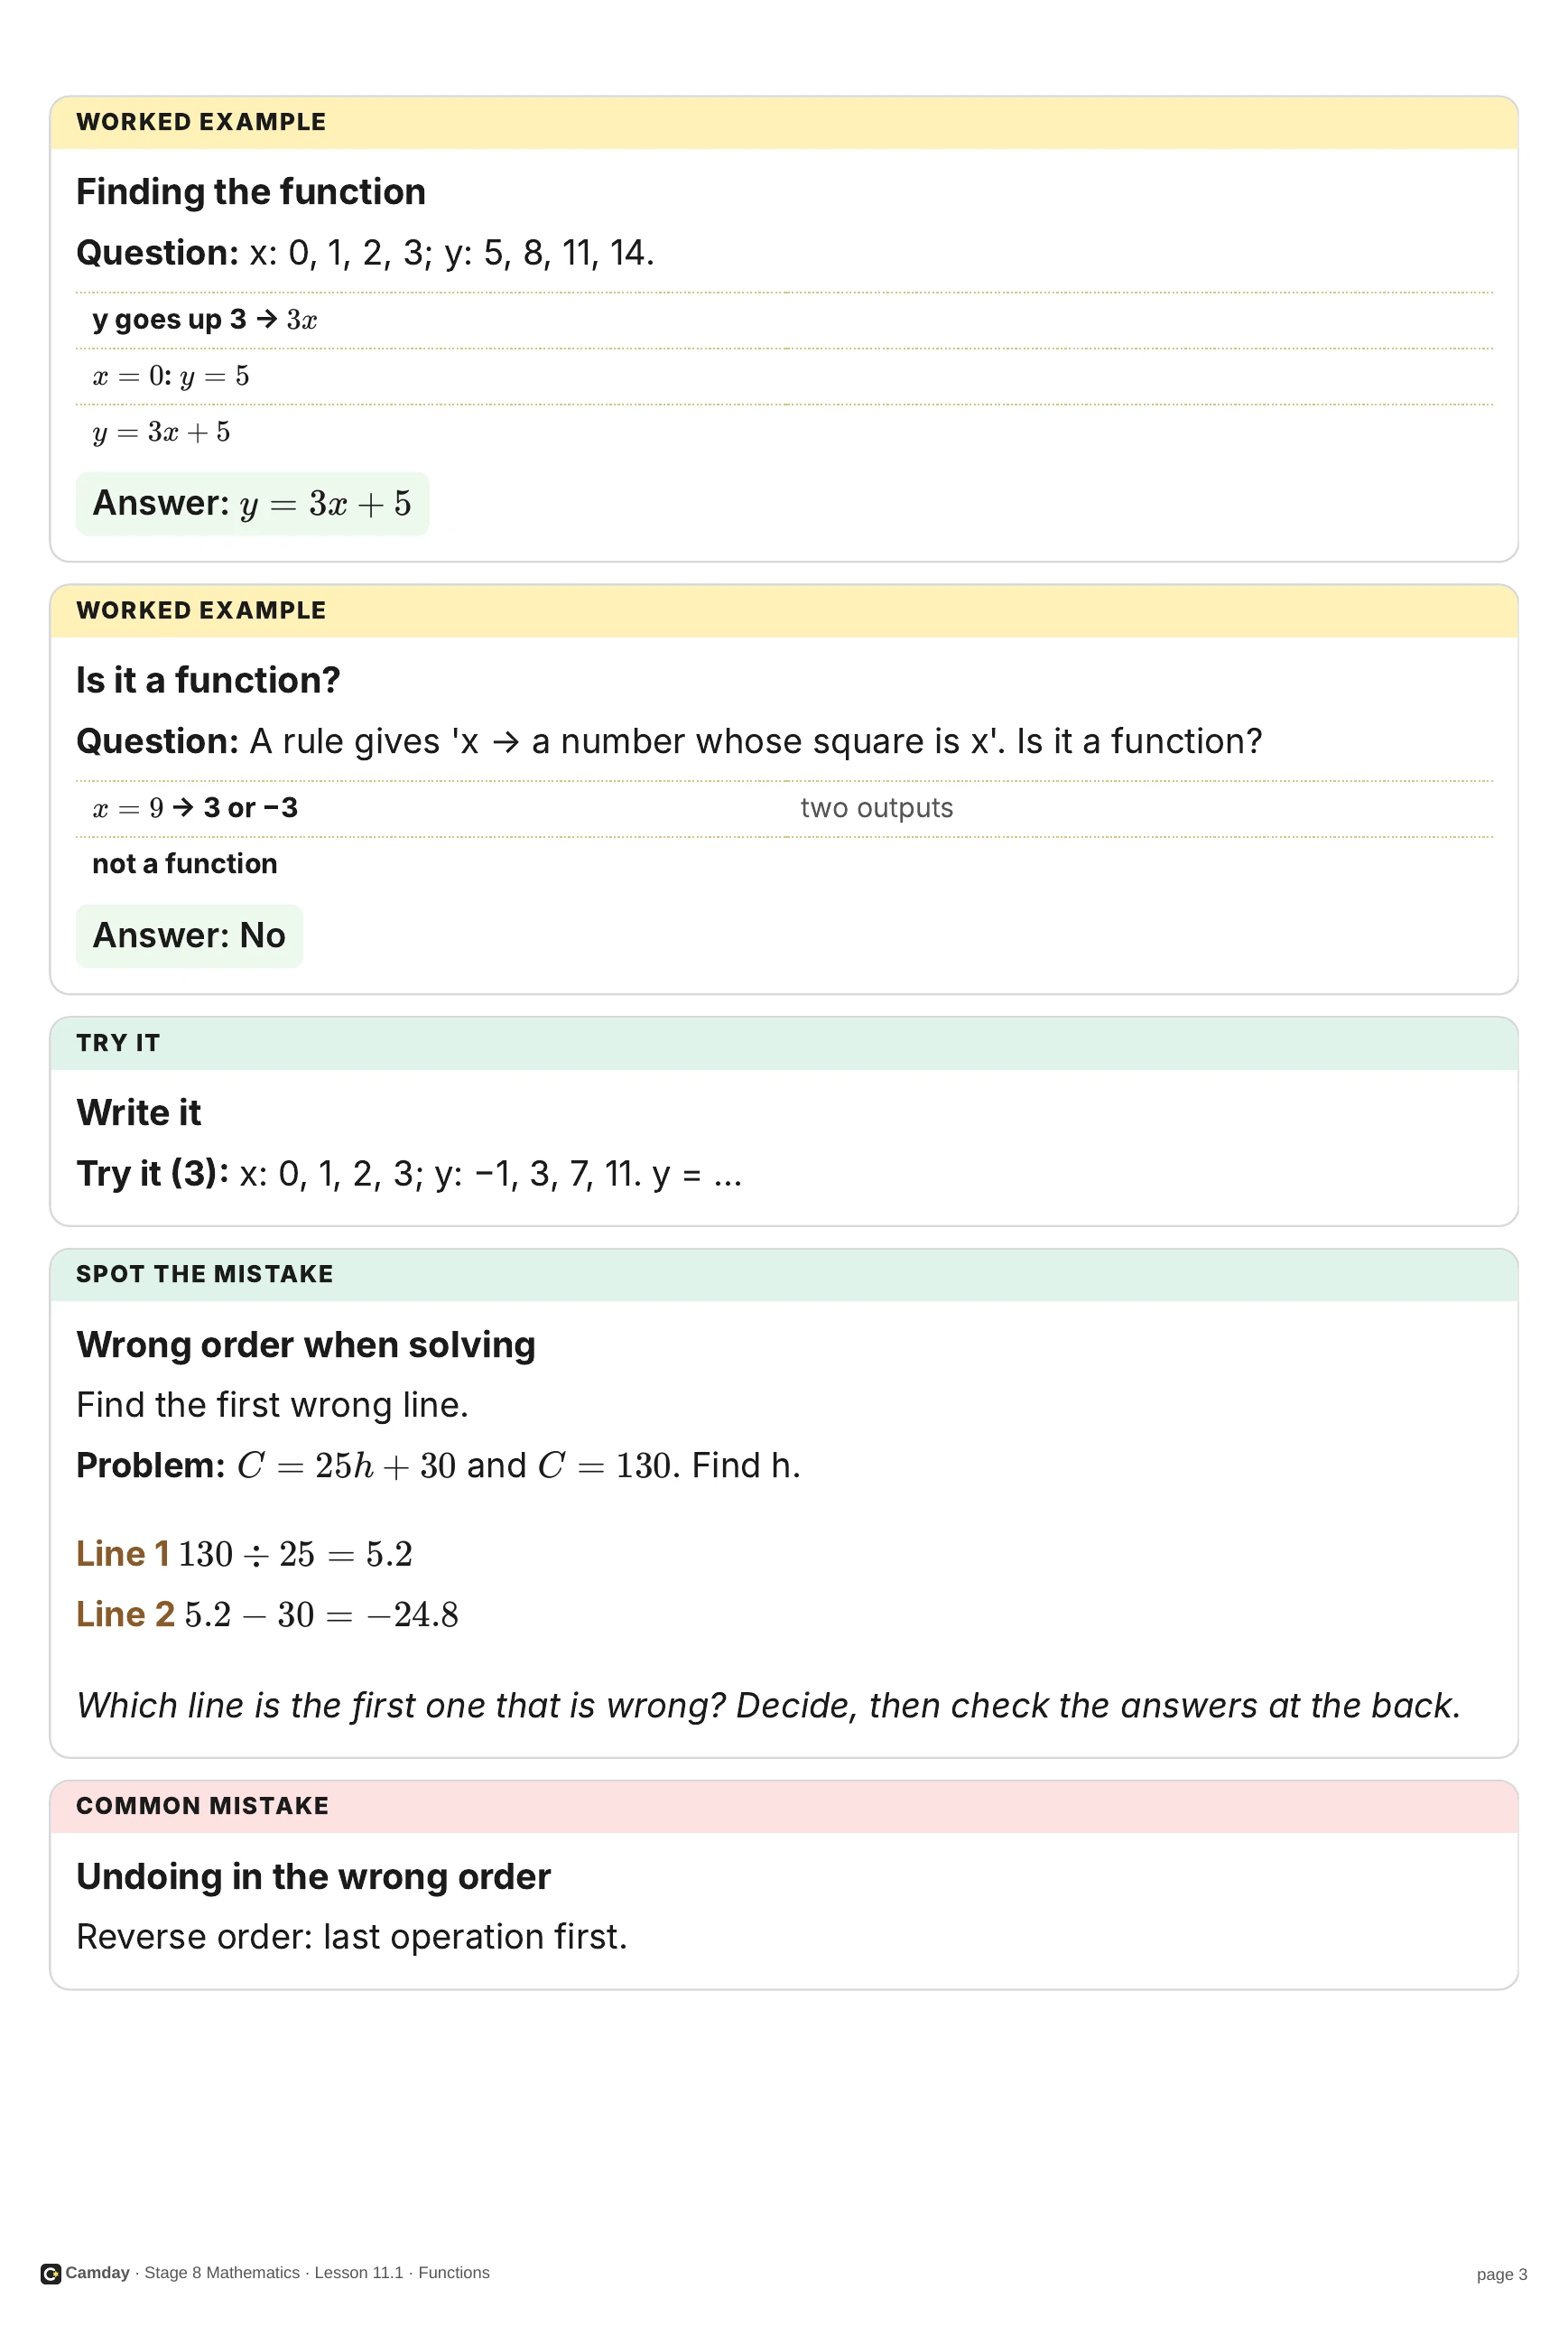 WORKED EXAMPLE
Finding the function
Question: x: 0, 1, 2, 3; y: 5, 8, 11, 14.
y goes up 3 → 3x
x = 0: y = 5
y = 3x + 5
Answer: y = 3x + 5
WORKED EXAMPLE
Is it a function?
Question: A rule gives 'x → a number whose square is x'. Is it a function?
x = 9 → 3 or −3 two outputs
not a function
Answer: No
TRY IT
Write it
Try it (3): x: 0, 1, 2, 3; y: −1, 3, 7, 11. y = ...
SPOT THE MISTAKE
Wrong order when solving
Find the first wrong line.
Problem: C = 25h + 30 and C = 130. Find h.
Line 1 130 ÷ 25 = 5.2
Line 2 5.2 − 30 = −24.8
Which line is the first one that is wrong? Decide, then check the answers at the back.
COMMON MISTAKE
Undoing in the wrong order
Reverse order: last operation first.
Camday · Stage 8 Mathematics · Lesson 11.1 · Functions page 3